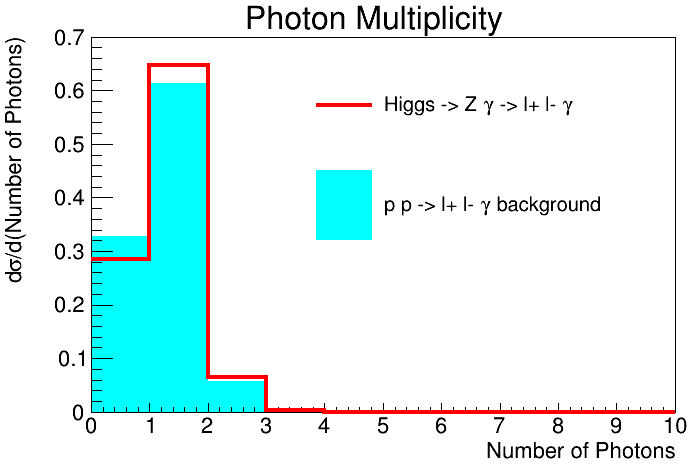 Photon Multiplicity
dσ/d(Number of Photons)
0.7
0.6
0.5
0.4
0.3
0.2
0.1
0
Higgs -> Z γ -> l+ l- γ
p p -> l+ l- γ background
0 1 2 3 4 5 6 7 8 9 10
Number of Photons